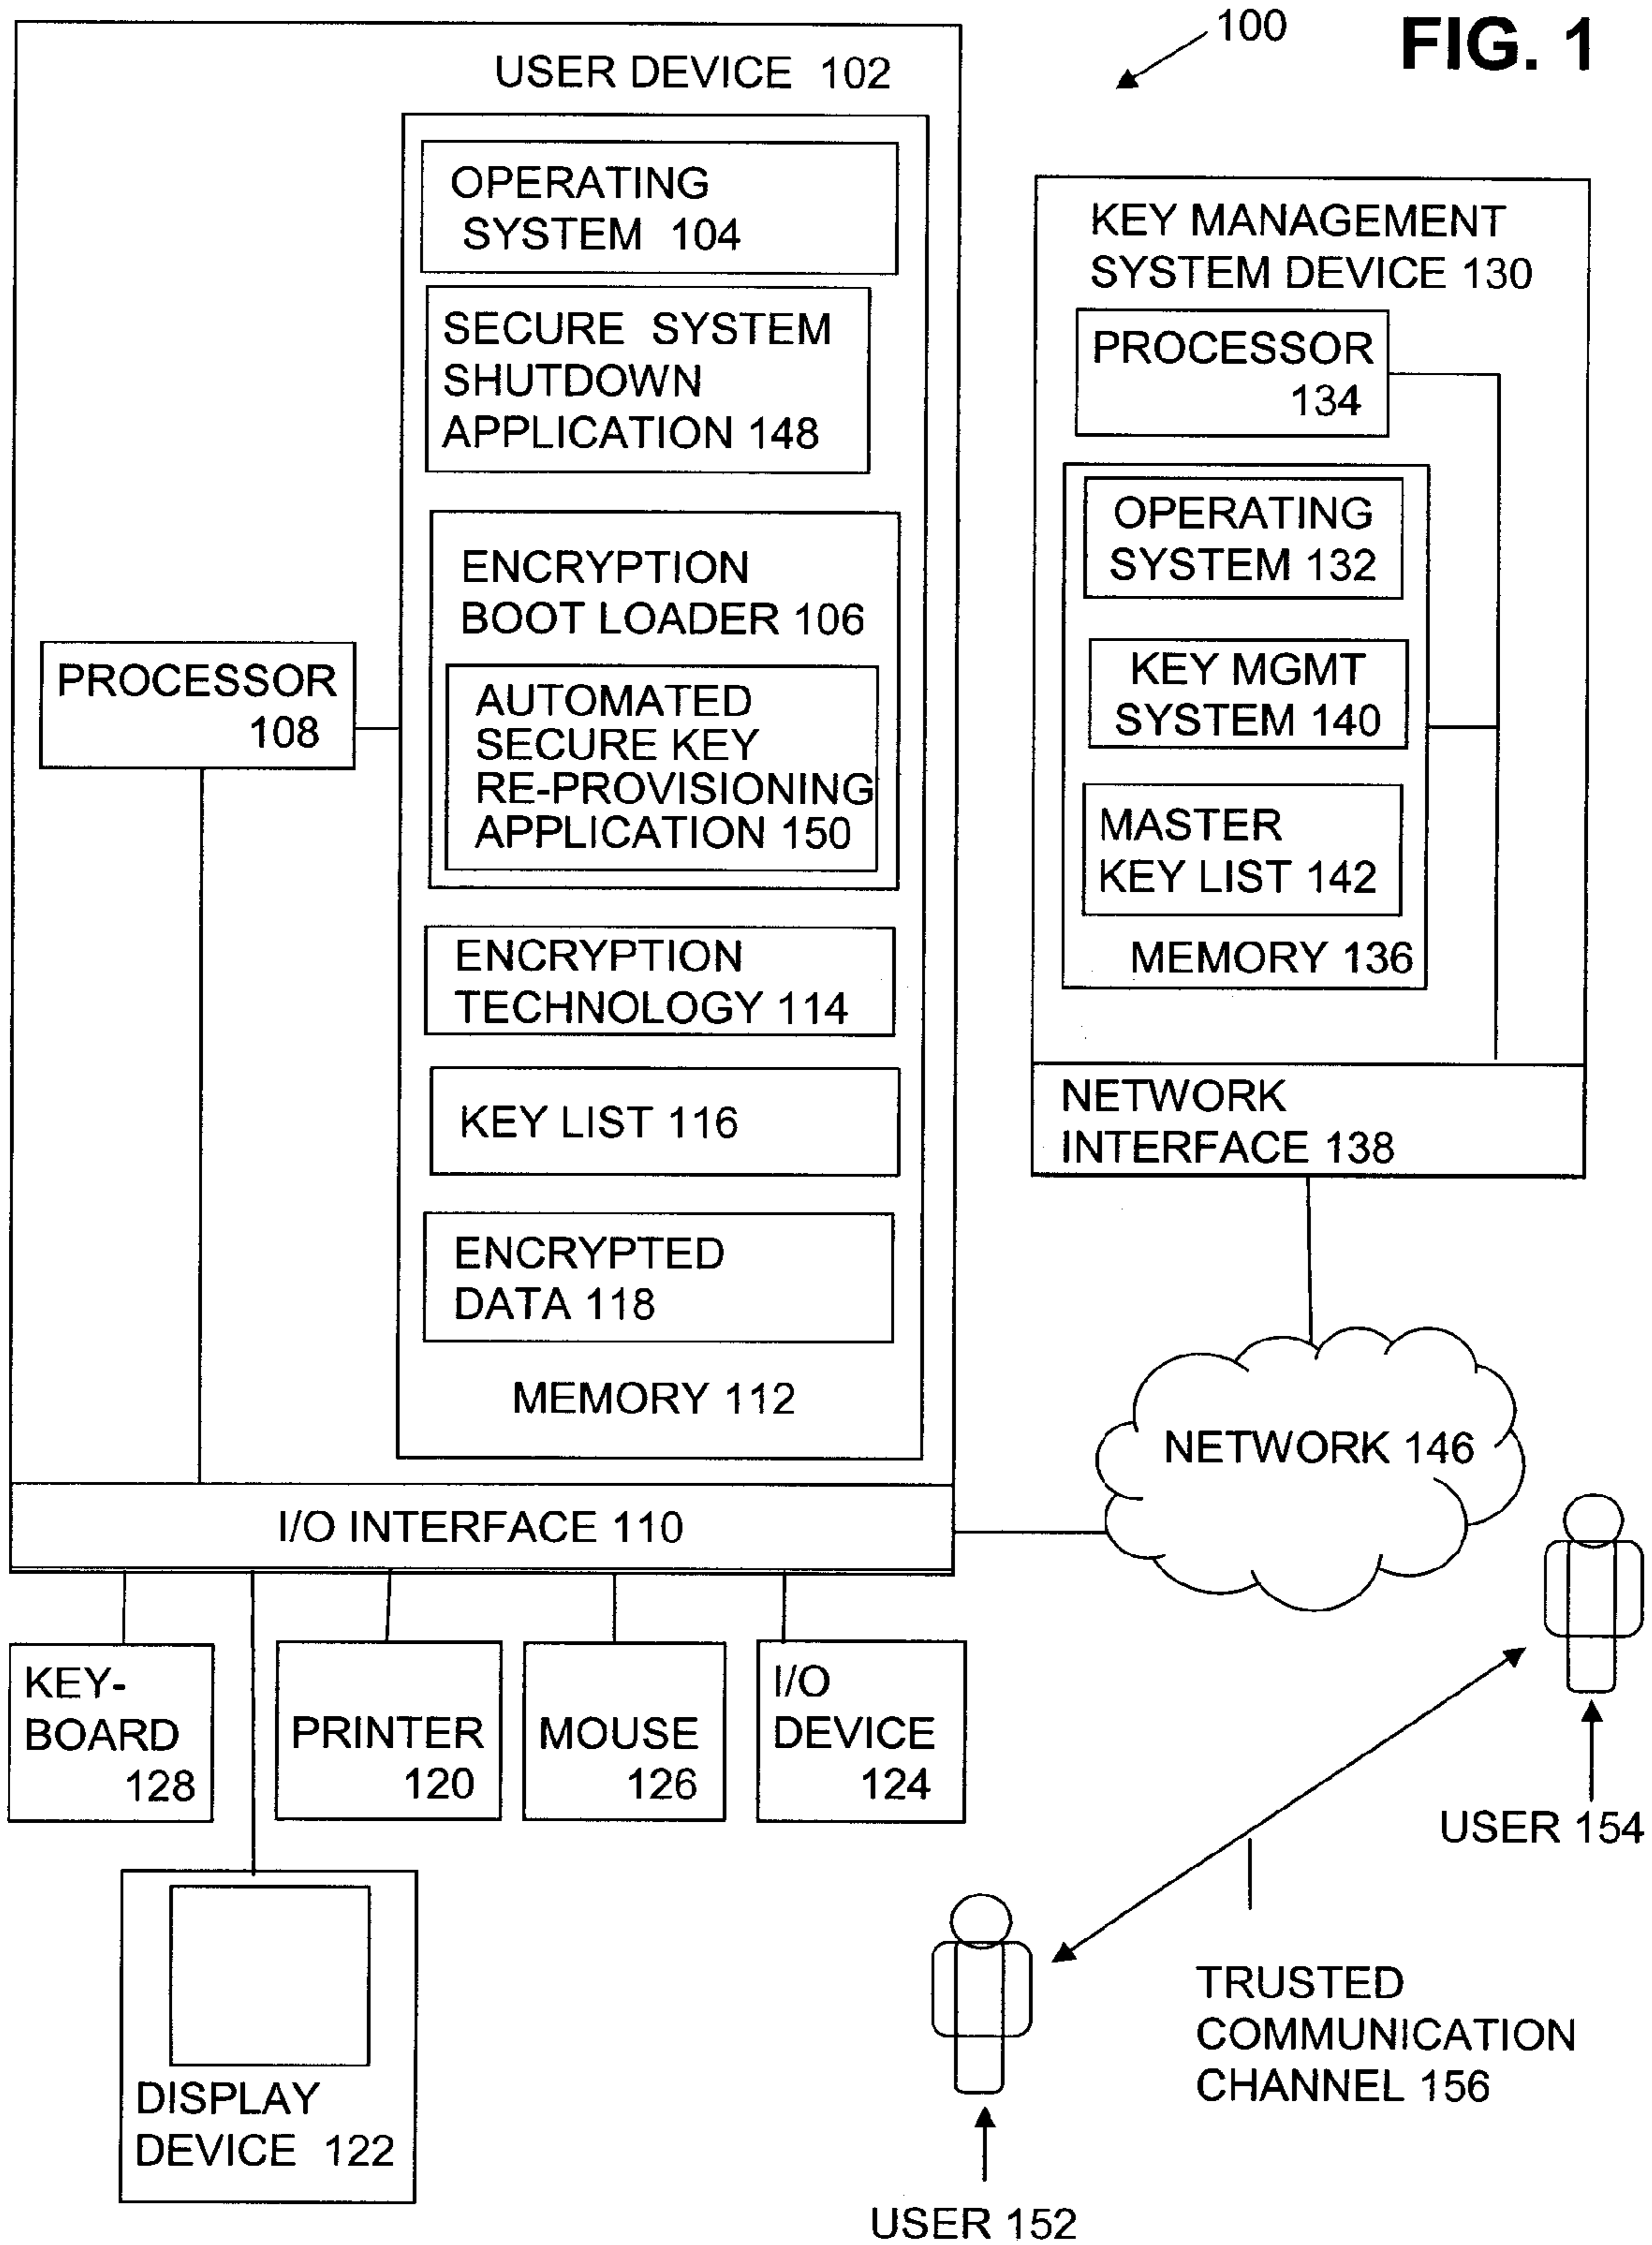 100
FIG. 1
USER DEVICE 102
OPERATING
SYSTEM 104
SECURE SYSTEM
SHUTDOWN
APPLICATION 148
ENCRYPTION
BOOT LOADER 106
AUTOMATED
SECURE KEY
RE-PROVISIONING
APPLICATION 150
PROCESSOR
108
ENCRYPTION
TECHNOLOGY 114
KEY LIST 116
ENCRYPTED
DATA 118
MEMORY 112
I/O INTERFACE 110
KEY-
BOARD
128
PRINTER
120
MOUSE
126
I/O
DEVICE
124
DISPLAY
DEVICE 122
KEY MANAGEMENT
SYSTEM DEVICE 130
PROCESSOR
134
OPERATING
SYSTEM 132
KEY MGMT
SYSTEM 140
MASTER
KEY LIST 142
MEMORY 136
NETWORK
INTERFACE 138
NETWORK 146
USER 154
TRUSTED
COMMUNICATION
CHANNEL 156
USER 152